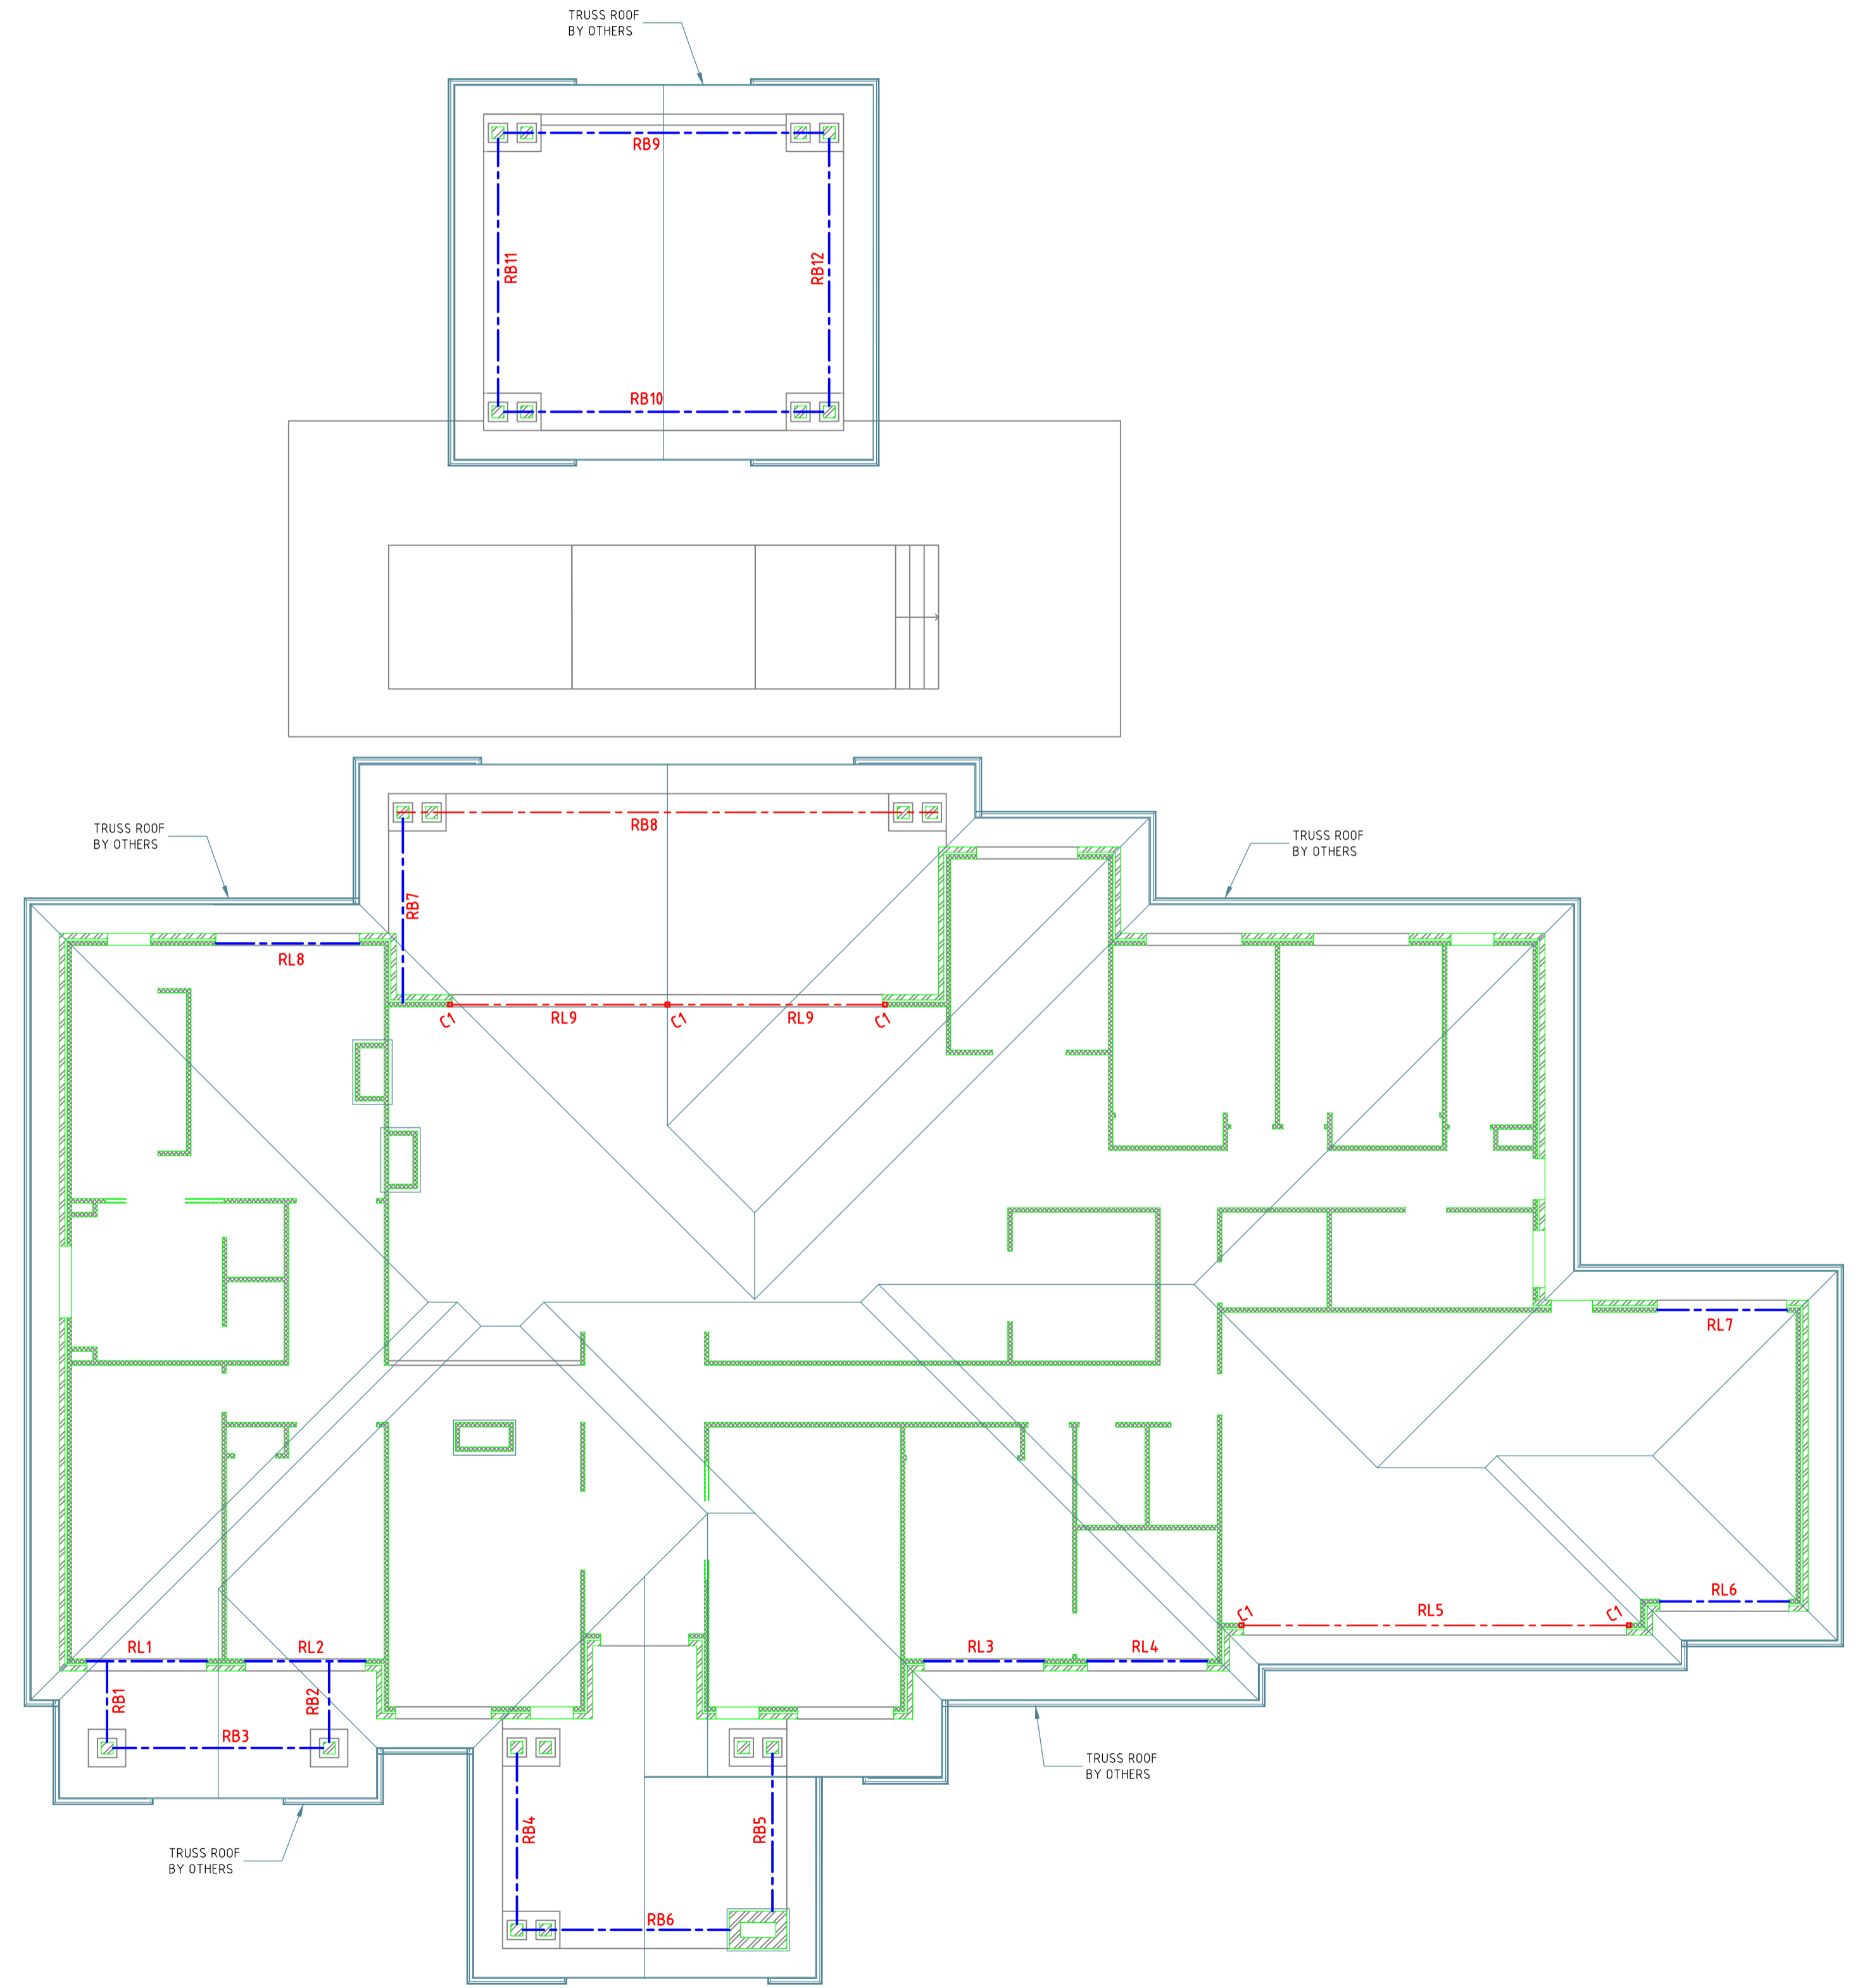 TRUSS ROOF
BY OTHERS
RB9
RB11
RB12
RB10
TRUSS ROOF
BY OTHERS
RB8
TRUSS ROOF
BY OTHERS
RB7
RL8
C1
RL9
C1
RL9
C1
RL7
RL6
C1
RL5
C1
RL1
RL2
RL3
RL4
RB1
RB2
RB3
TRUSS ROOF
BY OTHERS
RB4
RB5
TRUSS ROOF
BY OTHERS
RB6